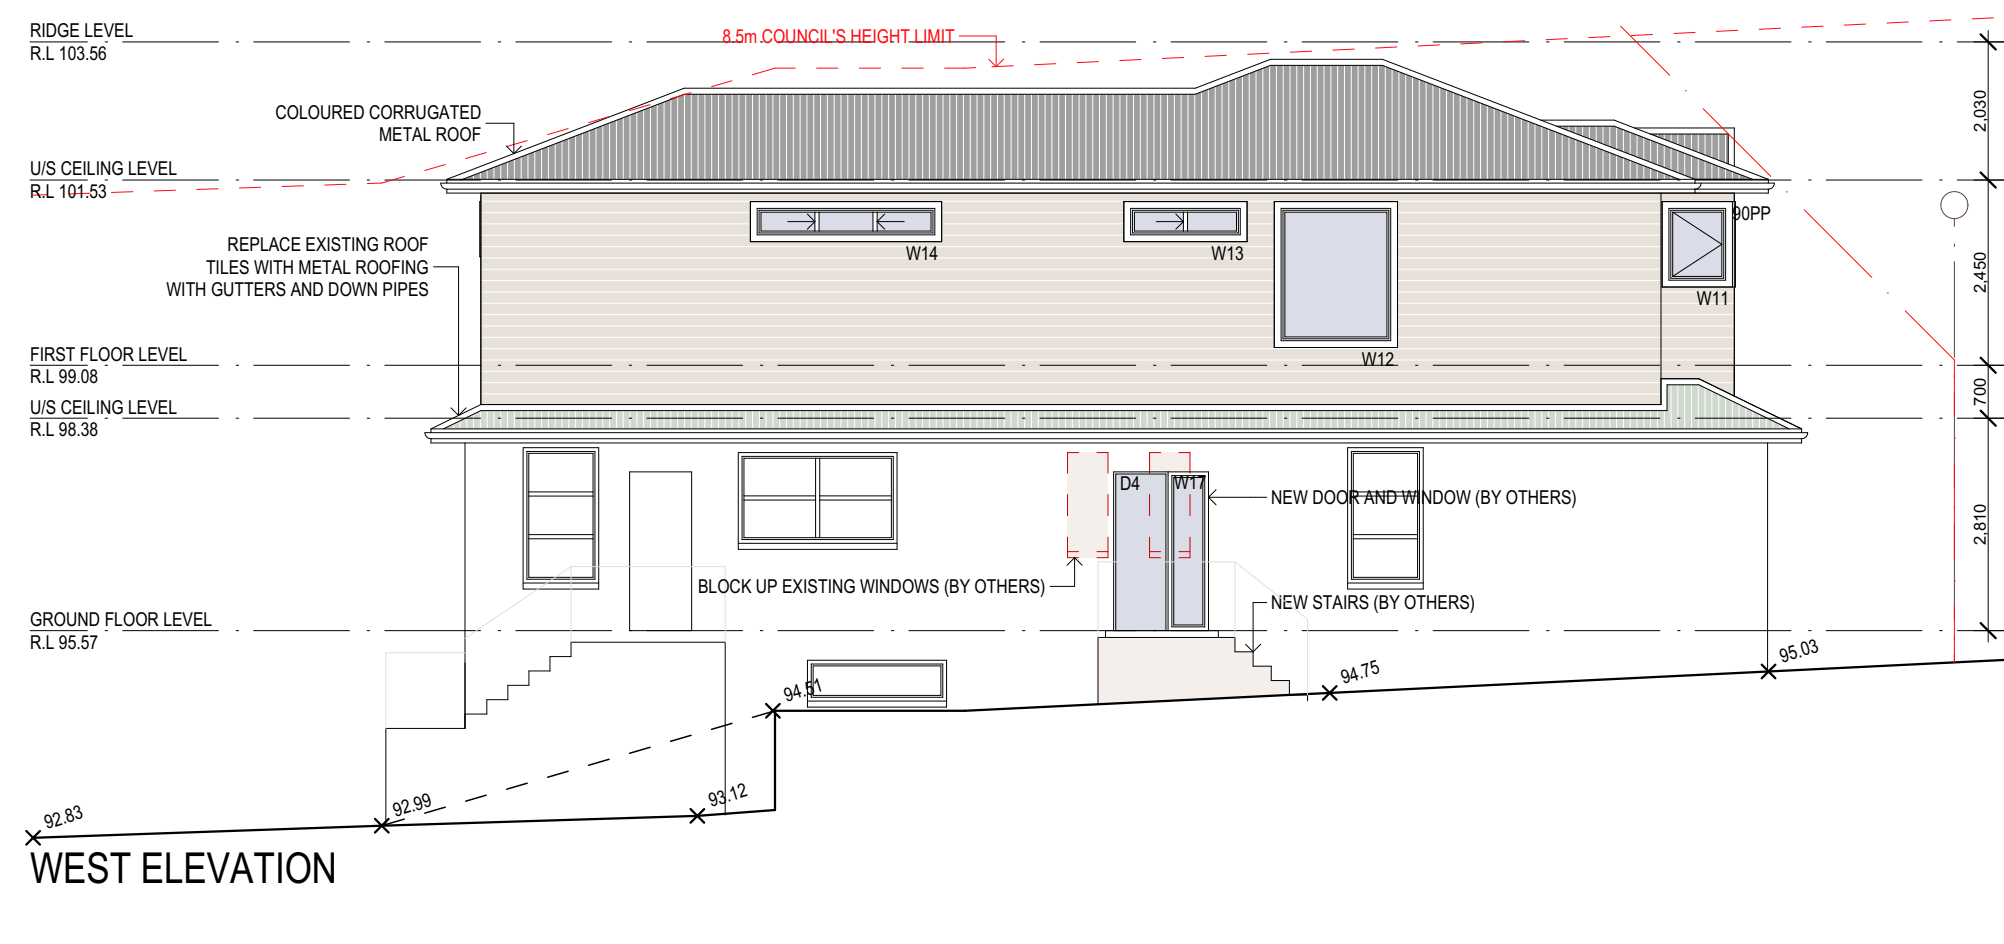 RIDGE LEVEL
R.L 103.56
8.5m COUNCIL'S HEIGHT LIMIT
COLOURED CORRUGATED
METAL ROOF
2,030
U/S CEILING LEVEL
R.L 101.53
90PP
REPLACE EXISTING ROOF
TILES WITH METAL ROOFING
WITH GUTTERS AND DOWN PIPES
W14
W13
W11
2,450
W12
FIRST FLOOR LEVEL
R.L 99.08
700
U/S CEILING LEVEL
R.L 98.38
D4
W17
NEW DOOR AND WINDOW (BY OTHERS)
2,810
BLOCK UP EXISTING WINDOWS (BY OTHERS)
NEW STAIRS (BY OTHERS)
GROUND FLOOR LEVEL
R.L 95.57
95.03
94.75
94.51
93.12
92.99
92.83
WEST ELEVATION